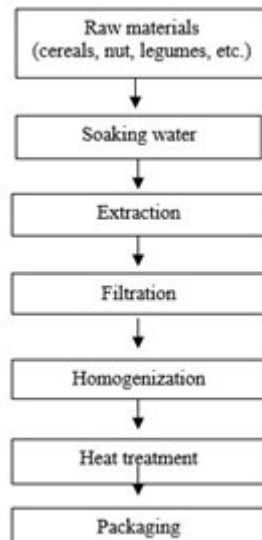 Raw materials
(cereals, nut, legumes, etc.)
Soaking water
Extraction
Filtration
Homogenization
Heat treatment
Packaging